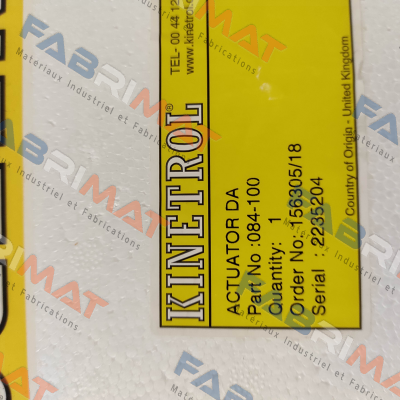 KINETROL®
TEL- 00 44 12
www.kinetrol
ACTUATOR DA
Part No :084-100
Quantity: 1
Order No: 156305/18
Serial : 2235204
Country of Origin - United Kingdom
FABRIMAT
Materiaux Industriel et Fabrications